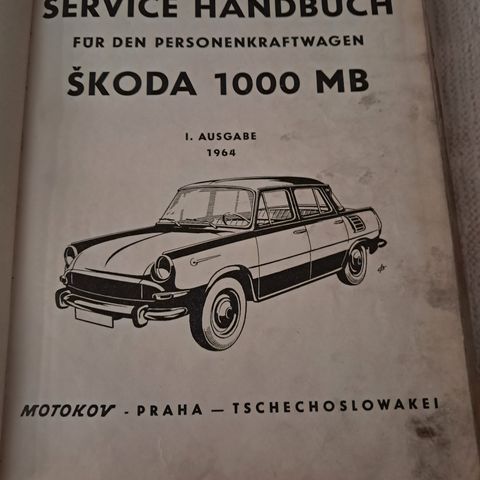 SERVICE HANDBUCH
FÜR DEN PERSONENKRAFTWAGEN
ŠKODA 1000 MB
I. AUSGABE
1964
MOTOKOV - PRAHA — TSCHECHOSLOWAKEI